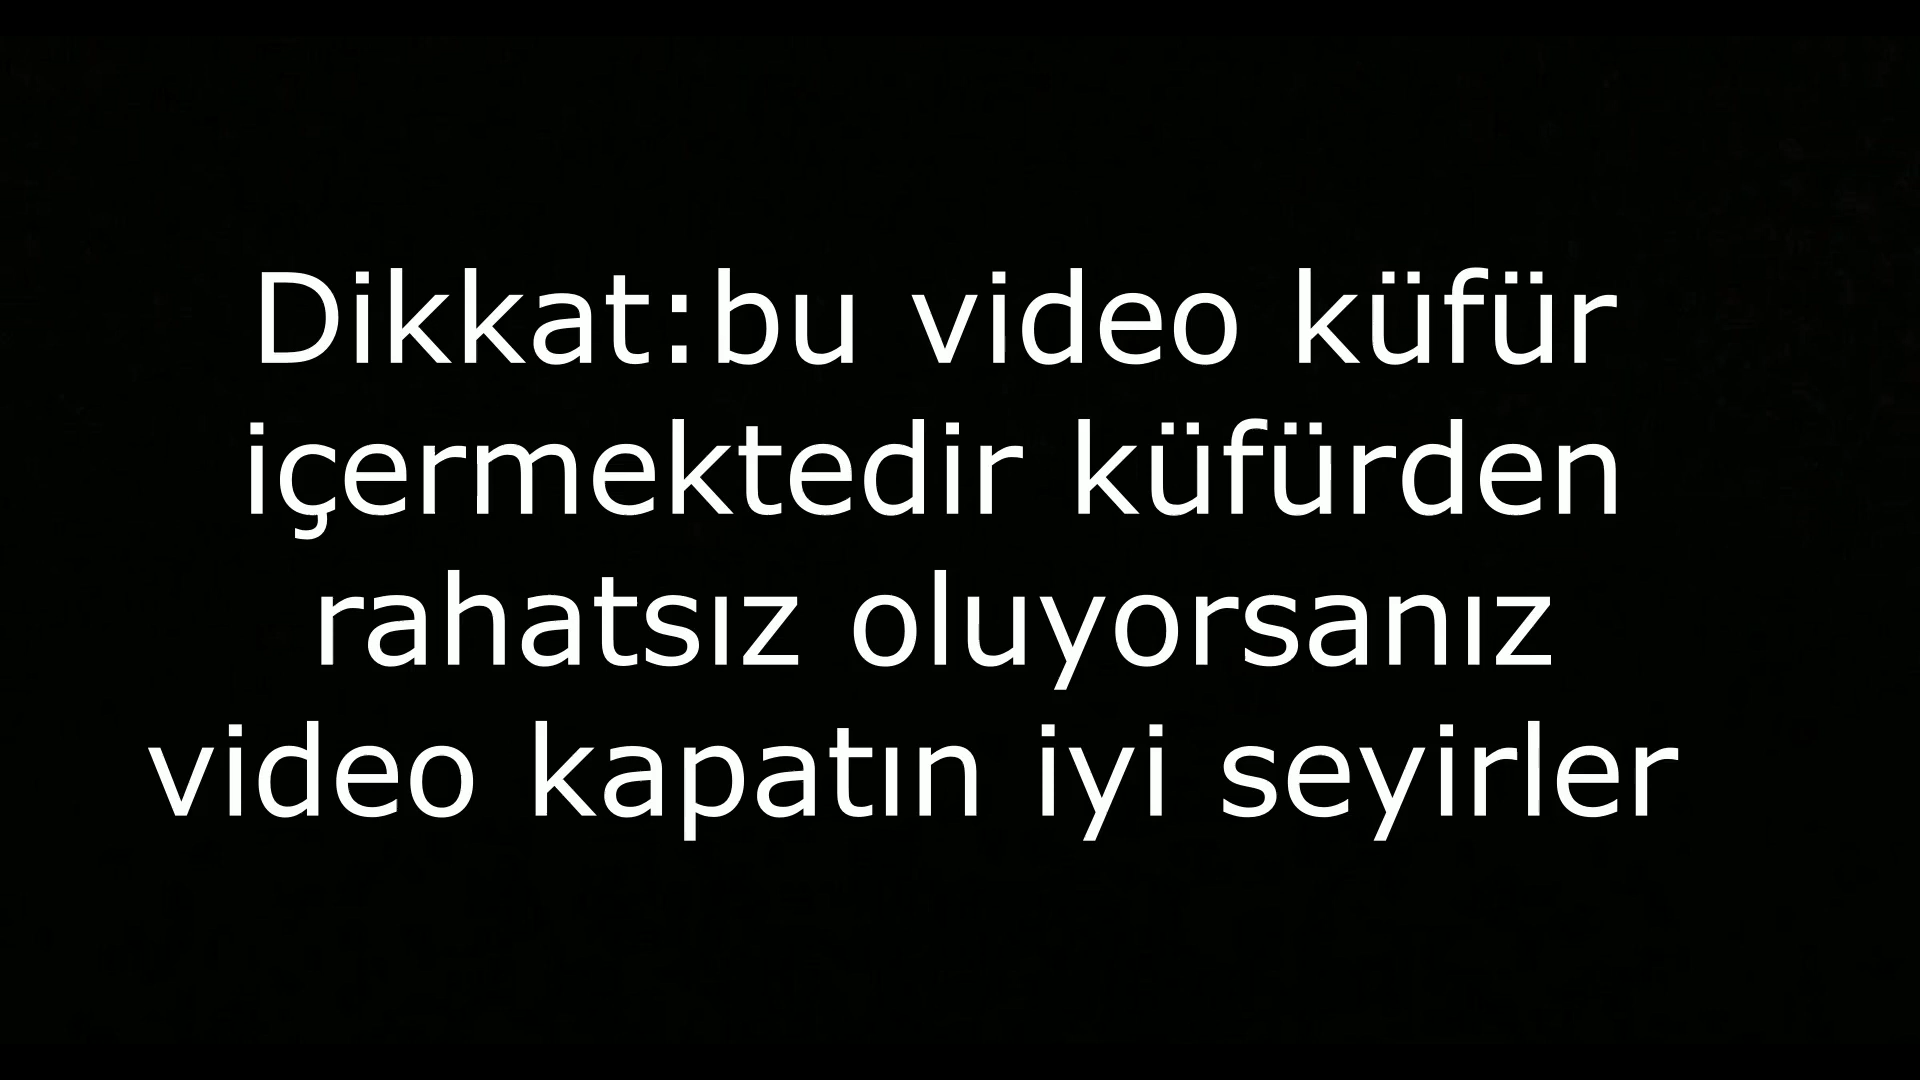 Dikkat:bu video küfür
içermektedir küfürden
rahatsız oluyorsanız
video kapatın iyi seyirler